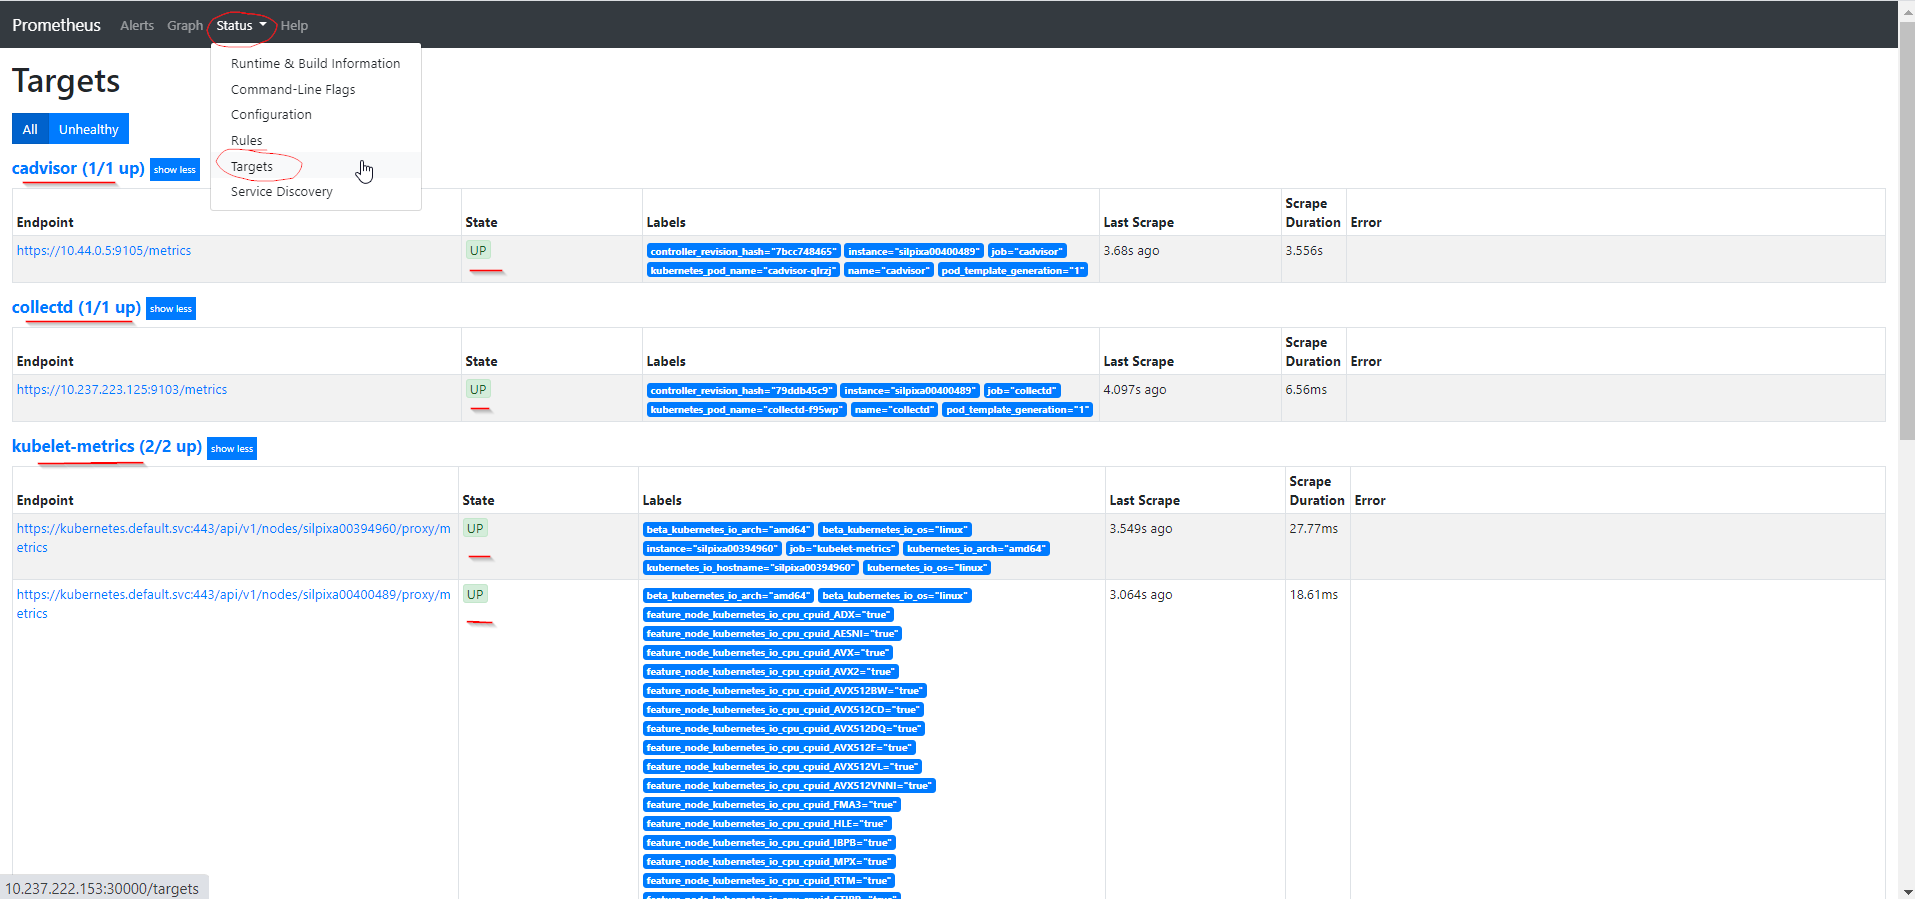 Prometheus Alerts Graph Status Help
Runtime & Build Information
Command-Line Flags
Configuration
Rules
Targets
Service Discovery
Targets
All Unhealthy
cadvisor (1/1 up) show less
Endpoint State Labels Last Scrape Scrape Duration Error
https://10.44.0.5:9105/metrics UP controller_revision_hash="7bcc748465" instance="silpixa00400489" job="cadvisor" 3.68s ago 3.556s
kubernetes_pod_name="cadvisor-qlrzj" name="cadvisor" pod_template_generation="1"
collectd (1/1 up) show less
Endpoint State Labels Last Scrape Scrape Duration Error
https://10.237.223.125:9103/metrics UP controller_revision_hash="79ddb45c9" instance="silpixa00400489" job="collectd" 4.097s ago 6.56ms
kubernetes_pod_name="collectd-f95wp" name="collectd" pod_template_generation="1"
kubelet-metrics (2/2 up) show less
Endpoint State Labels Last Scrape Scrape Duration Error
https://kubernetes.default.svc:443/api/v1/nodes/silpixa00394960/proxy/m UP beta_kubernetes_io_arch="amd64" beta_kubernetes_io_os="linux" 3.549s ago 27.77ms
etrics instance="silpixa00394960" job="kubelet-metrics" kubernetes_io_arch="amd64"
kubernetes_io_hostname="silpixa00394960" kubernetes_io_os="linux"
https://kubernetes.default.svc:443/api/v1/nodes/silpixa00400489/proxy/m UP beta_kubernetes_io_arch="amd64" beta_kubernetes_io_os="linux" 3.064s ago 18.61ms
etrics feature_node_kubernetes_io_cpu_cpuid_ADX="true"
feature_node_kubernetes_io_cpu_cpuid_AESNI="true"
feature_node_kubernetes_io_cpu_cpuid_AVX="true"
feature_node_kubernetes_io_cpu_cpuid_AVX2="true"
feature_node_kubernetes_io_cpu_cpuid_AVX512BW="true"
feature_node_kubernetes_io_cpu_cpuid_AVX512CD="true"
feature_node_kubernetes_io_cpu_cpuid_AVX512DQ="true"
feature_node_kubernetes_io_cpu_cpuid_AVX512F="true"
feature_node_kubernetes_io_cpu_cpuid_AVX512VL="true"
feature_node_kubernetes_io_cpu_cpuid_AVX512VNNI="true"
feature_node_kubernetes_io_cpu_cpuid_FMA3="true"
feature_node_kubernetes_io_cpu_cpuid_HLE="true"
feature_node_kubernetes_io_cpu_cpuid_IBPB="true"
feature_node_kubernetes_io_cpu_cpuid_MPX="true"
feature_node_kubernetes_io_cpu_cpuid_RTM="true"
10.237.222.153:30000/targets